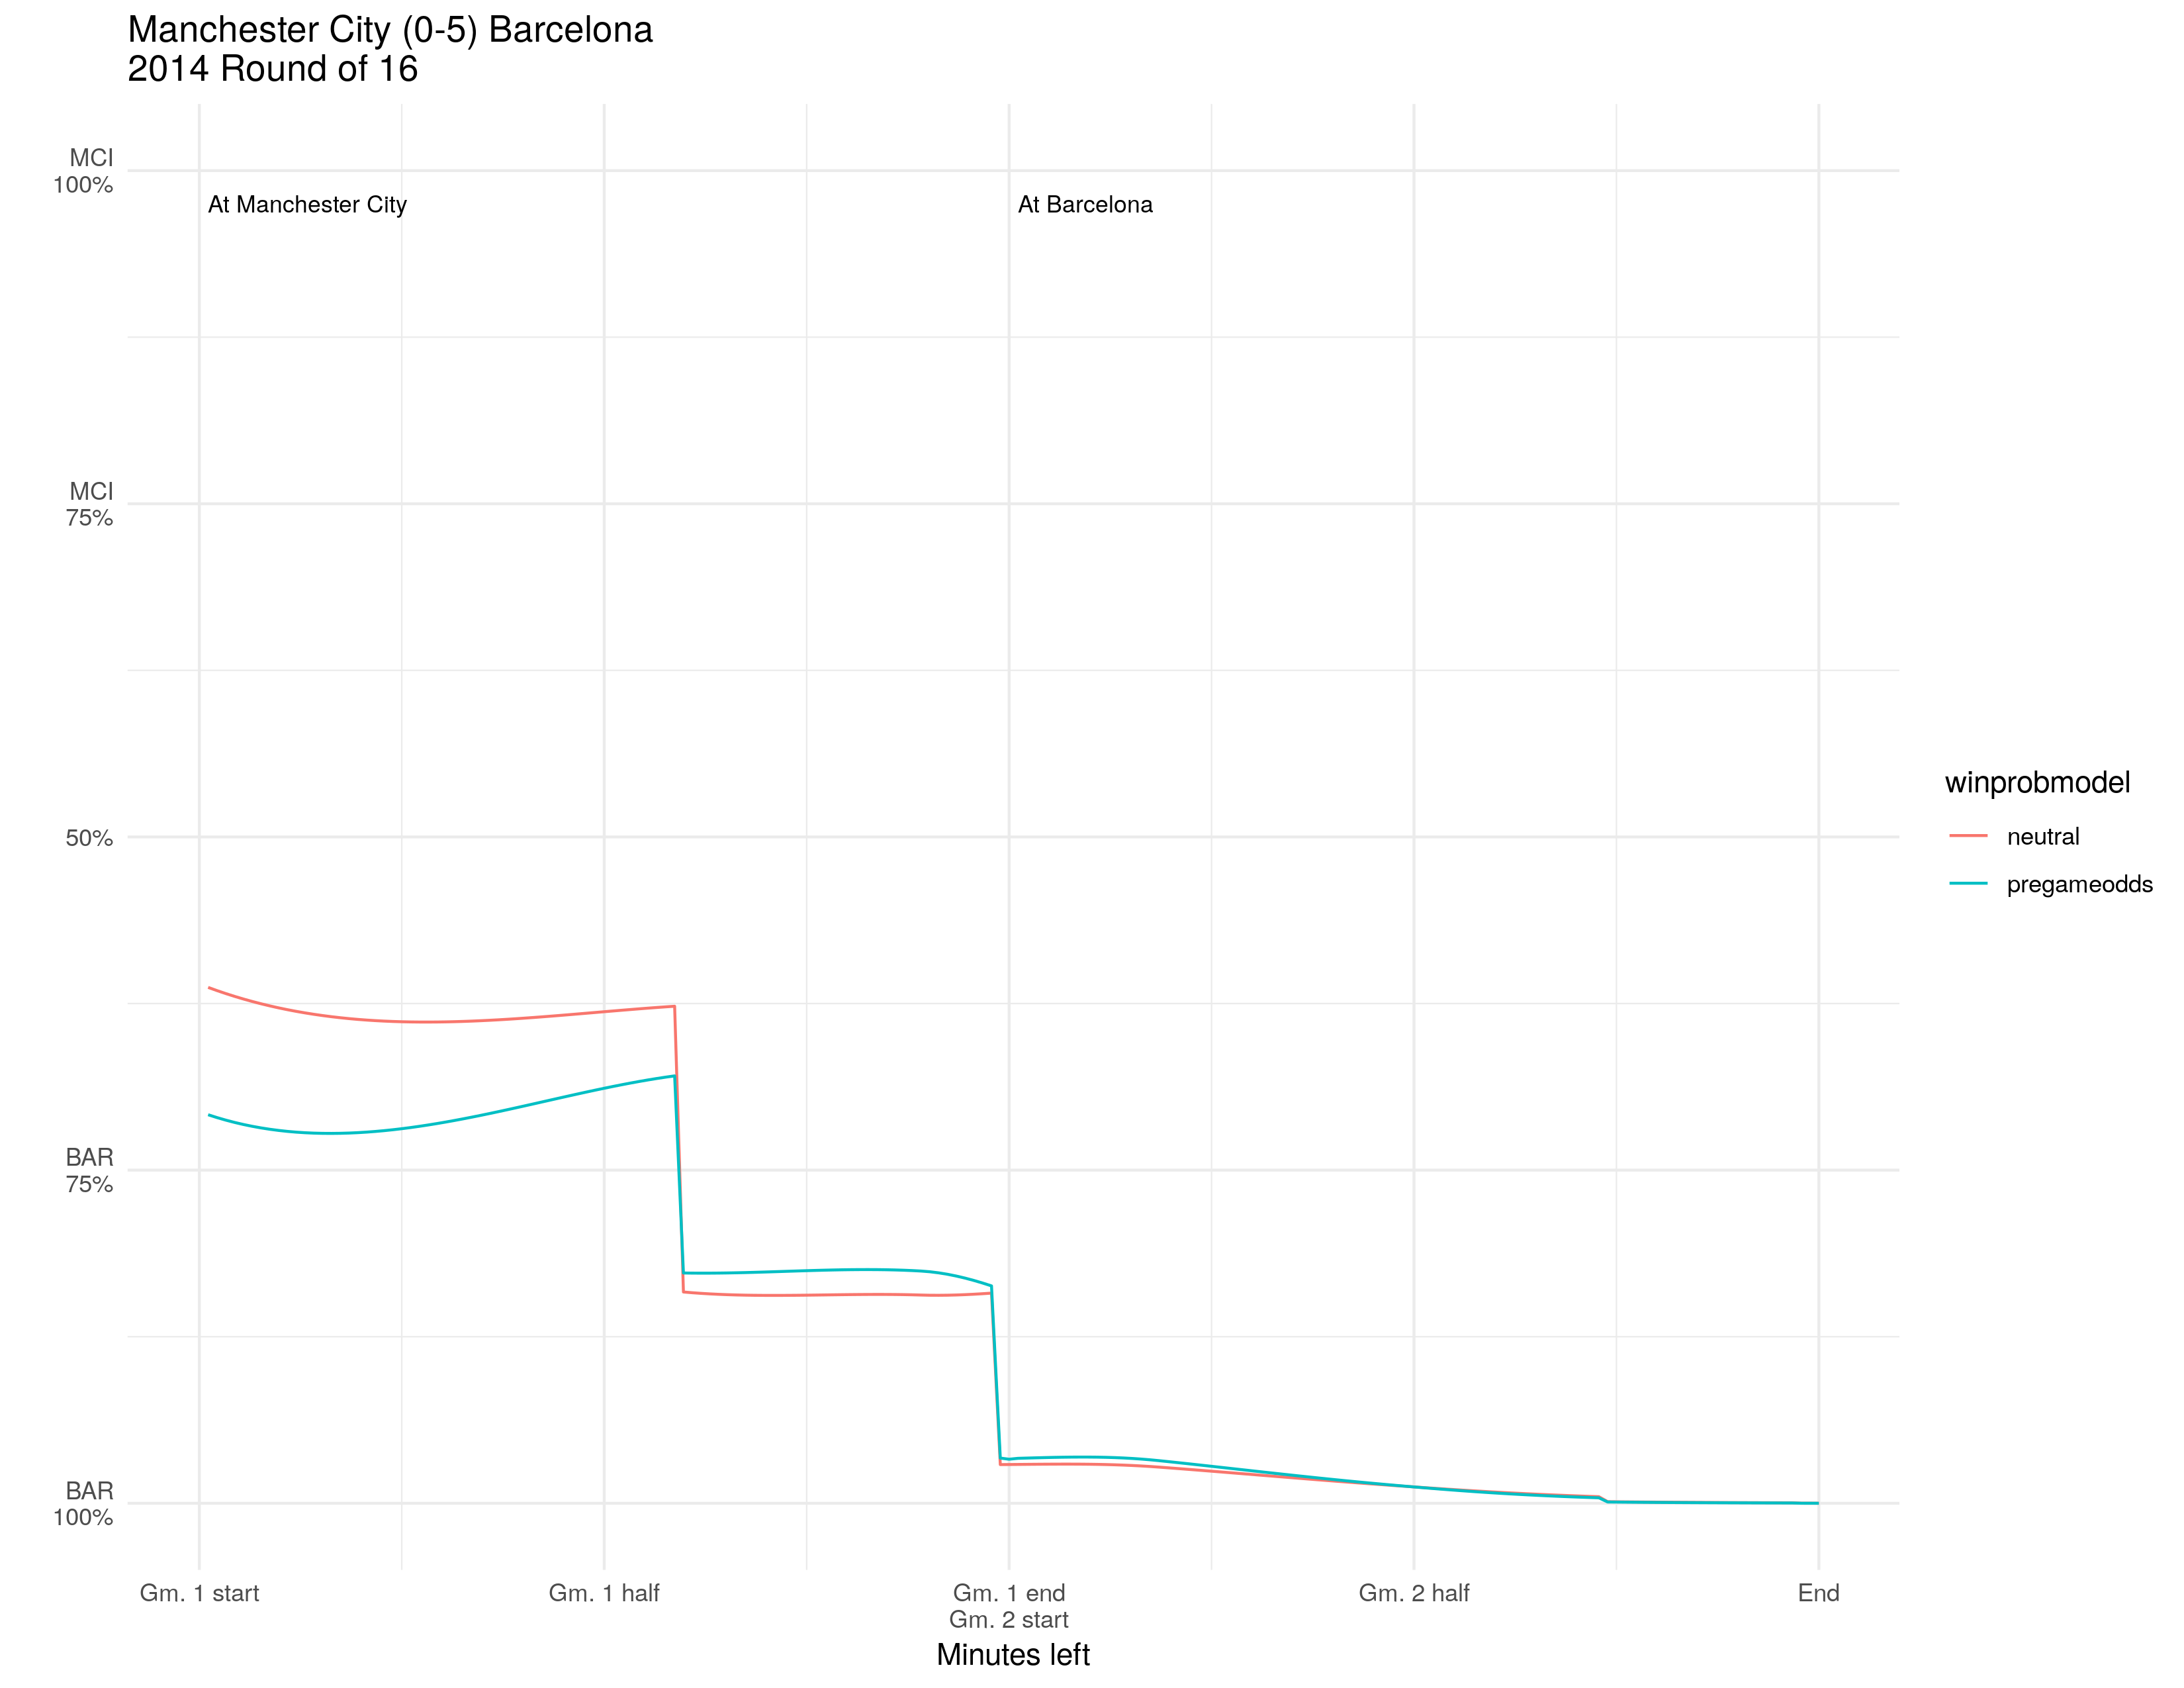 Manchester City (0-5) Barcelona
2014 Round of 16
MCI
100%
At Manchester City
At Barcelona
MCI
75%
50%
BAR
75%
BAR
100%
winprobmodel
neutral
pregameodds
Gm. 1 start
Gm. 1 half
Gm. 1 end
Gm. 2 start
Gm. 2 half
End
Minutes left